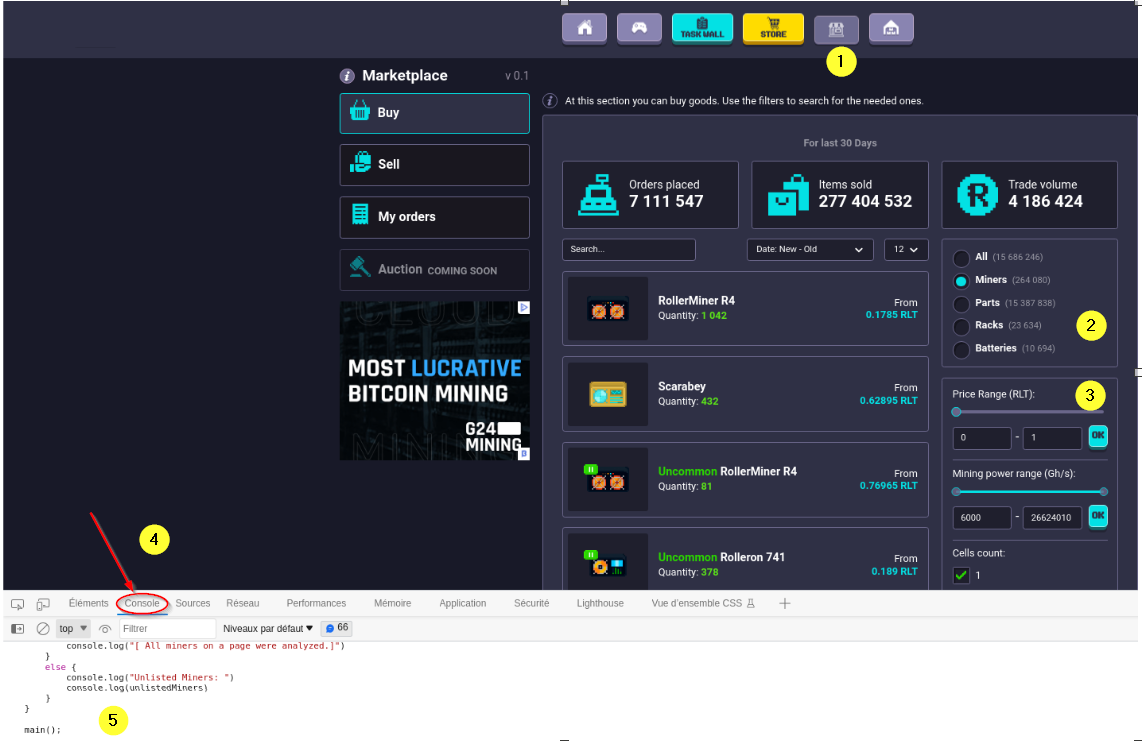 TASK WALL
STORE
1
i Marketplace v 0.1
Buy
Sell
My orders
Auction COMING SOON
CLOUD
MOST LUCRATIVE
BITCOIN MINING
G24
MINING
MINING
i At this section you can buy goods. Use the filters to search for the needed ones.
For last 30 Days
Orders placed
7 111 547
Items sold
277 404 532
R
Trade volume
4 186 424
Search...
Date: New - Old
12
RollerMiner R4
Quantity: 1 042
From
0.1785 RLT
Scarabey
Quantity: 432
From
0.62895 RLT
Uncommon RollerMiner R4
Quantity: 81
From
0.76965 RLT
Uncommon Rolleron 741
Quantity: 378
From
0.189 RLT
All (15 686 246)
Miners (264 080)
Parts (15 387 838)
Racks (23 634)
Batteries (10 694)
2
Price Range (RLT):
3
0 - 1 OK
Mining power range (Gh/s):
6000 - 26624010 OK
Cells count:
1
4
Éléments Console Sources Réseau Performances Mémoire Application Sécurité Lighthouse Vue d'ensemble CSS
top Filtrer Niveaux par défaut 66
console.log("[ All miners on a page were analyzed.]")
}
else {
console.log("Unlisted Miners: ")
console.log(unlistedMiners)
}
}
5
main();